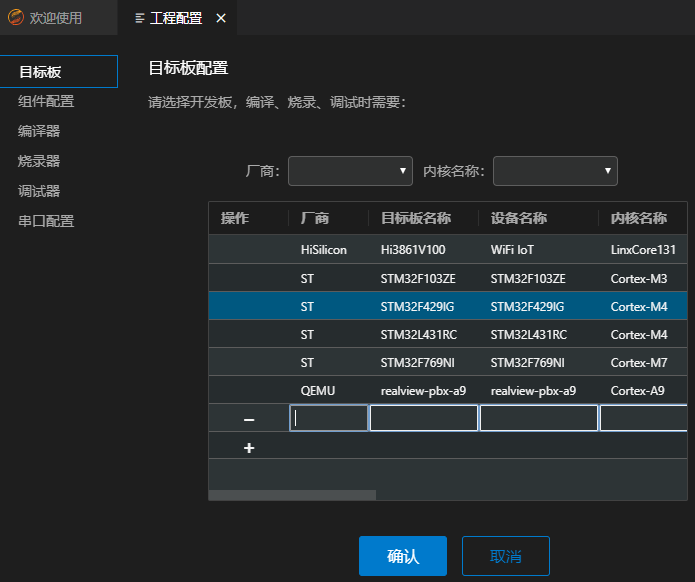 欢迎使用 工程配置
目标板
组件配置
编译器
烧录器
调试器
串口配置
目标板配置
请选择开发板，编译、烧录、调试时需要：
厂商： 内核名称：
操作 厂商 目标板名称 设备名称 内核名称
HiSilicon Hi3861V100 WiFi IoT LinxCore131
ST STM32F103ZE STM32F103ZE Cortex-M3
ST STM32F429IG STM32F429IG Cortex-M4
ST STM32L431RC STM32L431RC Cortex-M4
ST STM32F769NI STM32F769NI Cortex-M7
QEMU realview-pbx-a9 realview-pbx-a9 Cortex-A9
确认 取消